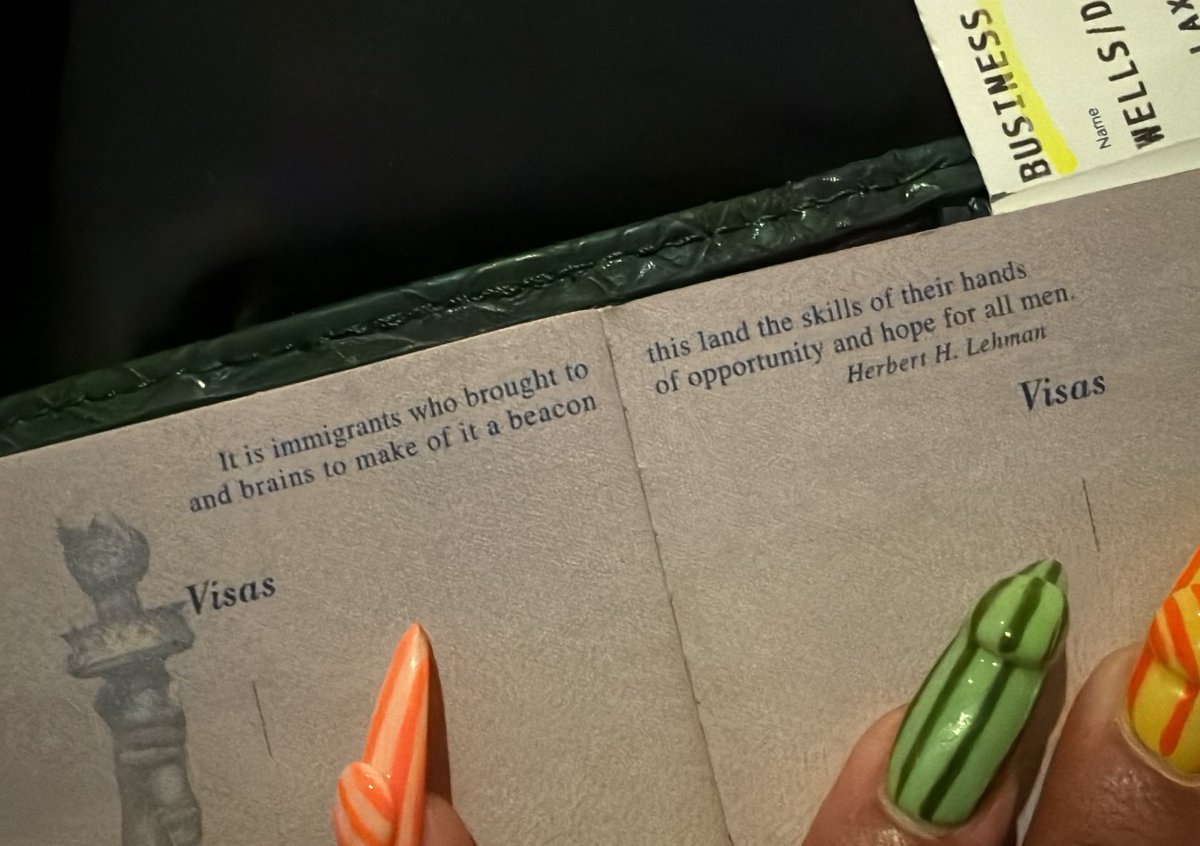 BUSINESS
Name
WELLS/D
LAX
It is immigrants who brought to
and brains to make of it a beacon
this land the skills of their hands
of opportunity and hope for all men.
Herbert H. Lehman
Visas
Visas